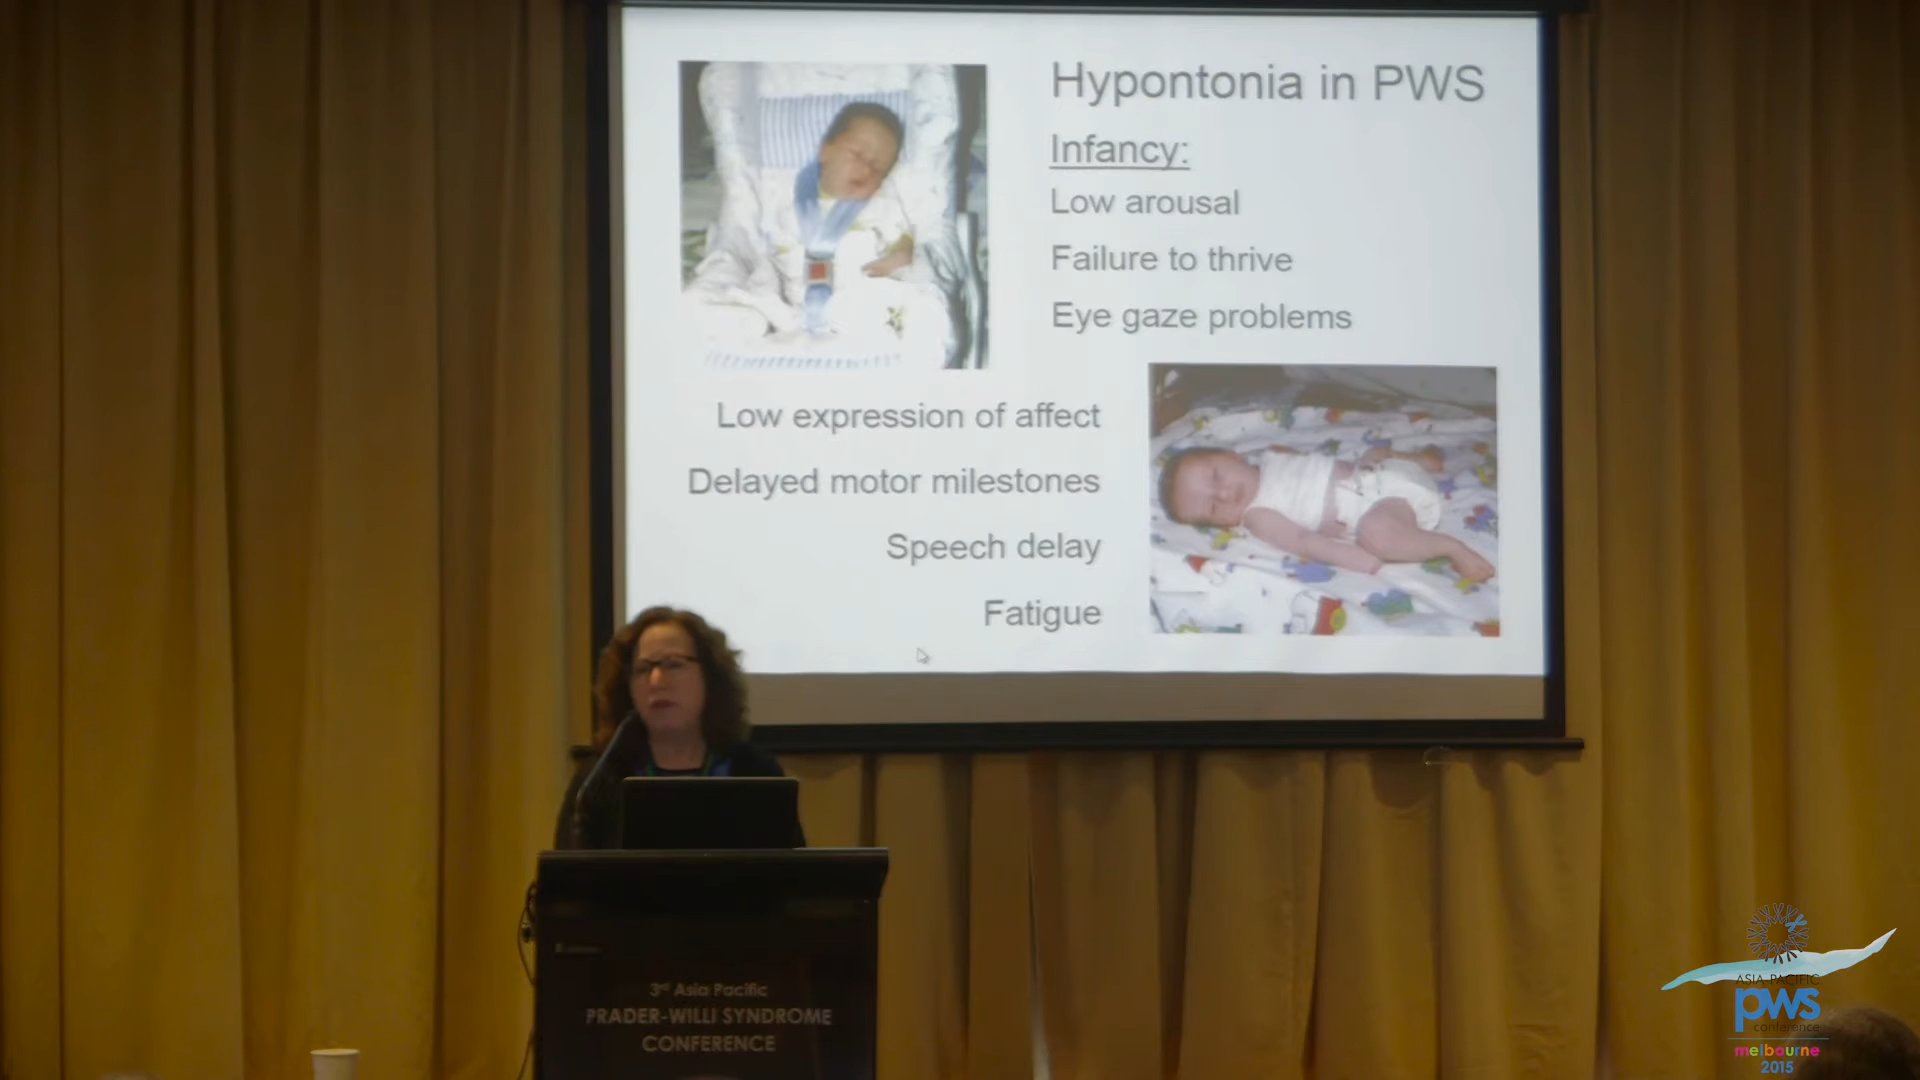 Hypontonia in PWS
Infancy:
Low arousal
Failure to thrive
Eye gaze problems
Low expression of affect
Delayed motor milestones
Speech delay
Fatigue
3rd Asia Pacific
PRADER-WILLI SYNDROME
CONFERENCE
ASIA-PACIFIC
pws
conference
melbourne
2015